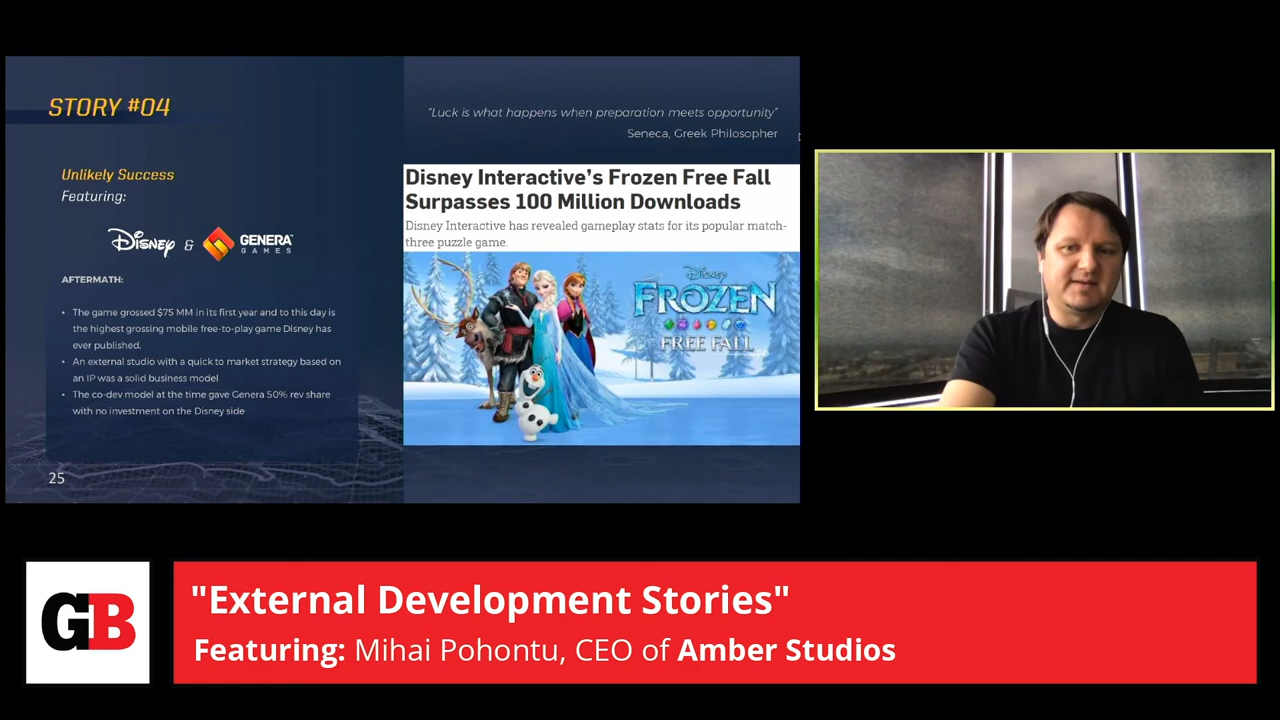 STORY #04
Unlikely Success
Featuring:
Disney & GENERA™
GAMES
AFTERMATH:
• The game grossed $75 MM in its first year and to this day is
the highest grossing mobile free-to-play game Disney has
ever published.
• An external studio with a quick to market strategy based on
an IP was a solid business model
• The co-dev model at the time gave Genera 50% rev share
with no investment on the Disney side
25
"Luck is what happens when preparation meets opportunity"
Seneca, Greek Philosopher
Disney Interactive's Frozen Free Fall
Surpasses 100 Million Downloads
Disney Interactive has revealed gameplay stats for its popular match-
three puzzle game.
Disney
FROZEN
FREE FALL
GB
"External Development Stories"
Featuring: Mihai Pohontu, CEO of Amber Studios